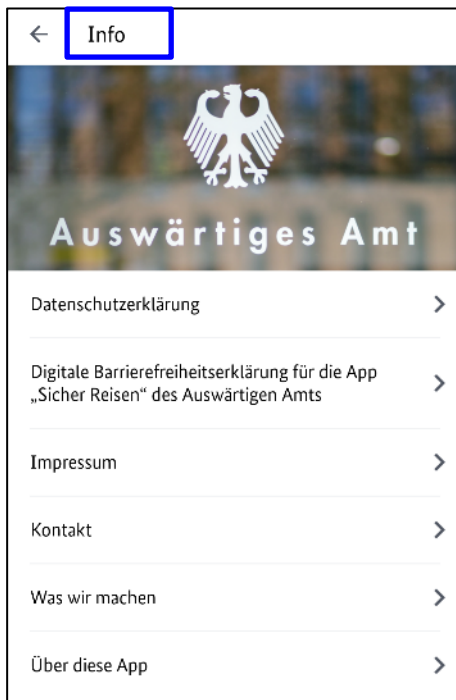 Info
Auswärtiges Amt
Datenschutzerklärung
Digitale Barrierefreiheitserklärung für die App
„Sicher Reisen“ des Auswärtigen Amts
Impressum
Kontakt
Was wir machen
Über diese App